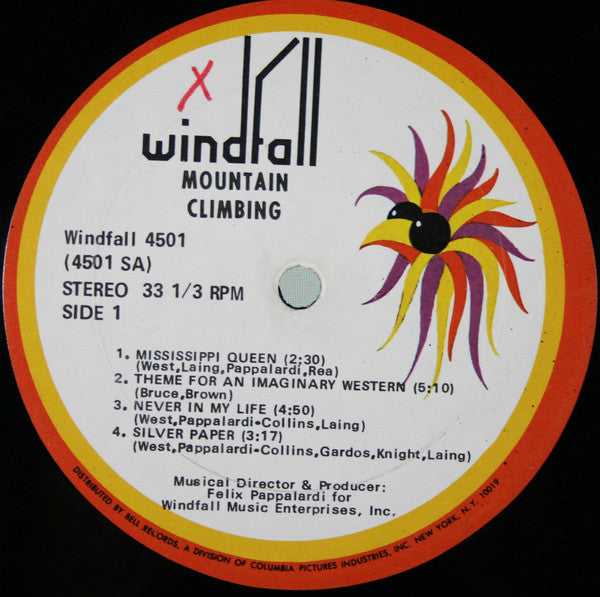 X
windfall
MOUNTAIN
CLIMBING
Windfall 4501
(4501 SA)
STEREO 33 1/3 RPM
SIDE 1
1. MISSISSIPPI QUEEN (2:30)
(West,Laing,Pappalardi,Rea)
2. THEME FOR AN IMAGINARY WESTERN (5:10)
(Bruce,Brown)
3. NEVER IN MY LIFE (4:50)
(West,Pappalardi-Collins,Laing)
4. SILVER PAPER (3:17)
(West,Pappalardi-Collins,Gardos,Knight,Laing)
Musical Director & Producer:
Felix Pappalardi for
Windfall Music Enterprises, Inc.
DISTRIBUTED BY BELL RECORDS, A DIVISION OF COLUMBIA PICTURES INDUSTRIES, INC. NEW YORK, N.Y. 10019